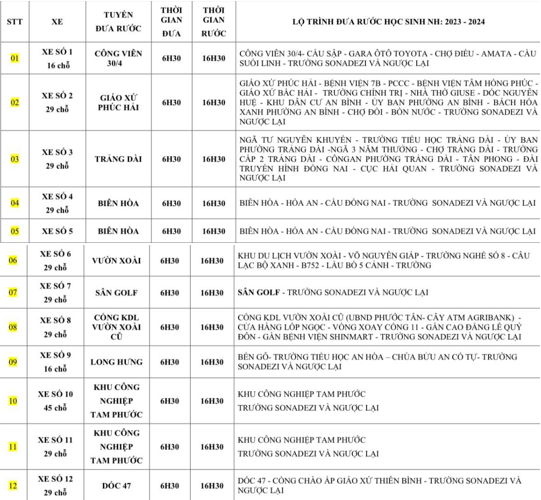 STT XE TUYẾN ĐƯA RƯỚC THỜI GIAN ĐƯA THỜI GIAN RƯỚC LỘ TRÌNH ĐƯA RƯỚC HỌC SINH NH: 2023 - 2024
01 XE SỐ 1 16 chỗ CÔNG VIÊN 30/4 6H30 16H30 CÔNG VIÊN 30/4- CẦU SẬP - GARA ÔTÔ TOYOTA - CHỢ ĐIỀU - AMATA - CẦU
SUỐI LINH - TRƯỜNG SONADEZI VÀ NGƯỢC LẠI
02 XE SỐ 2 29 chỗ GIÁO XỨ PHÚC HẢI 6H30 16H30 GIÁO XỨ PHÚC HẢI - BỆNH VIỆN 7B - PCCC - BỆNH VIỆN TÂM HỒNG PHÚC -
GIÁO XỨ BẮC HẢI - TRƯỜNG CHÍNH TRỊ - NHÀ THỜ GIUSE - DỐC NGUYỄN
HUỆ - KHU DÂN CƯ AN BÌNH - ỦY BAN PHƯỜNG AN BÌNH - BÁCH HÓA
XANH PHƯỜNG AN BÌNH - CHỢ ĐÒI - BỒN NƯỚC - TRƯỜNG SONADEZI VÀ
NGƯỢC LẠI
03 XE SỐ 3 29 chỗ TRẢNG DÀI 6H30 16H30 NGÃ TƯ NGUYỄN KHUYẾN - TRƯỜNG TIỂU HỌC TRẢNG DÀI - ỦY BAN
PHƯỜNG TRẢNG DÀI -NGÃ 3 NĂM THƯƠNG - CHỢ TRẢNG DÀI - TRƯỜNG
CẤP 2 TRẢNG DÀI - CÔNGAN PHƯỜNG TRẢNG DÀI - TÂN PHONG - ĐÀI
TRUYỀN HÌNH ĐỒNG NAI - CỤC HẢI QUAN - TRƯỜNG SONADEZI VÀ
NGƯỢC LẠI
04 XE SỐ 4 29 chỗ BIÊN HÒA 6H30 16H30 BIÊN HÒA - HÓA AN - CẦU ĐỒNG NAI - TRƯỜNG SONADEZI VÀ NGƯỢC LẠI
05 XE SỐ 5 BIÊN HÒA 6H30 16H30 BIÊN HÒA - HÓA AN - CẦU ĐỒNG NAI - TRƯỜNG SONADEZI VÀ NGƯỢC LẠI
06 XE SỐ 6 29 chỗ VƯỜN XOÀI 6H30 16H30 KHU DU LỊCH VƯỜN XOÀI - VÕ NGUYÊN GIÁP - TRƯỜNG NGHỀ SỐ 8 - CÂU
LẠC BỘ XANH - B752 - LẨU BÒ 5 CẢNH - TRƯỜNG
07 XE SỐ 7 29 chỗ SÂN GOLF 6H30 16H30 SÂN GOLF - TRƯỜNG SONADEZI VÀ NGƯỢC LẠI
08 XE SỐ 8 29 chỗ CỔNG KDL VƯỜN XOÀI CŨ 6H30 16H30 CỔNG KDL VƯỜN XOÀI CŨ (UBND PHƯỚC TÂN- CÂY ATM AGRIBANK) -
CỬA HÀNG LỐP NGỌC - VÒNG XOAY CỔNG 11 - GẦN CAO ĐẲNG LÊ QUÝ
ĐÔN - GẦN BỆNH VIỆN SHINMART - TRƯỜNG SONADEZI VÀ NGƯỢC LẠI
09 XE SỐ 9 16 chỗ LONG HƯNG 6H30 16H30 BẾN GỖ- TRƯỜNG TIỂU HỌC AN HÒA – CHÙA BỬU AN CỔ TỰ- TRƯỜNG
SONADEZI VÀ NGƯỢC LẠI
10 XE SỐ 10 45 chỗ KHU CÔNG NGHIỆP TAM PHƯỚC 6H30 16H30 KHU CÔNG NGHIỆP TAM PHƯỚC
TRƯỜNG SONADEZI VÀ NGƯỢC LẠI
11 XE SỐ 11 29 chỗ KHU CÔNG NGHIỆP TAM PHƯỚC 6H30 16H30 KHU CÔNG NGHIỆP TAM PHƯỚC
TRƯỜNG SONADEZI VÀ NGƯỢC LẠI
12 XE SỐ 12 29 chỗ DỐC 47 6H30 16H30 DỐC 47 - CỔNG CHÀO ẤP GIÁO XỨ THIÊN BÌNH - TRƯỜNG SONADEZI VÀ
NGƯỢC LẠI